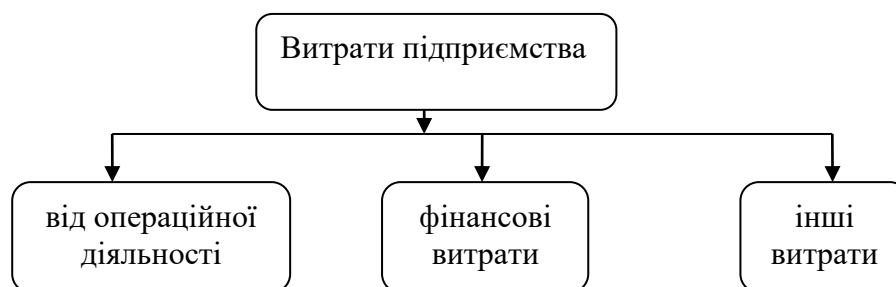 Витрати підприємства
від операційної
діяльності
фінансові
витрати
інші
витрати